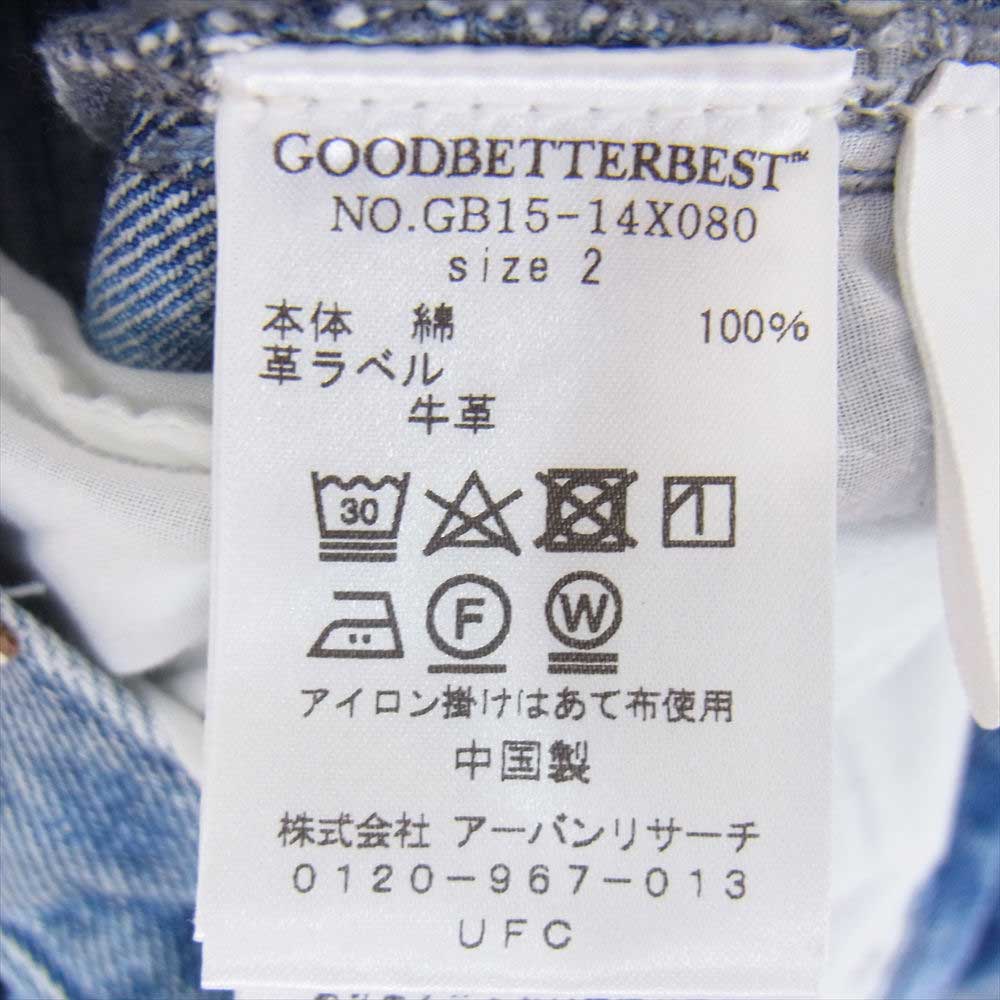 GOODBETTERBEST™
NO.GB15-14X080
size 2
本体 綿 100%
革ラベル
牛革
30
F W
アイロン掛けはあて布使用
中国製
株式会社 アーバンリサーチ
0120-967-013
UFC